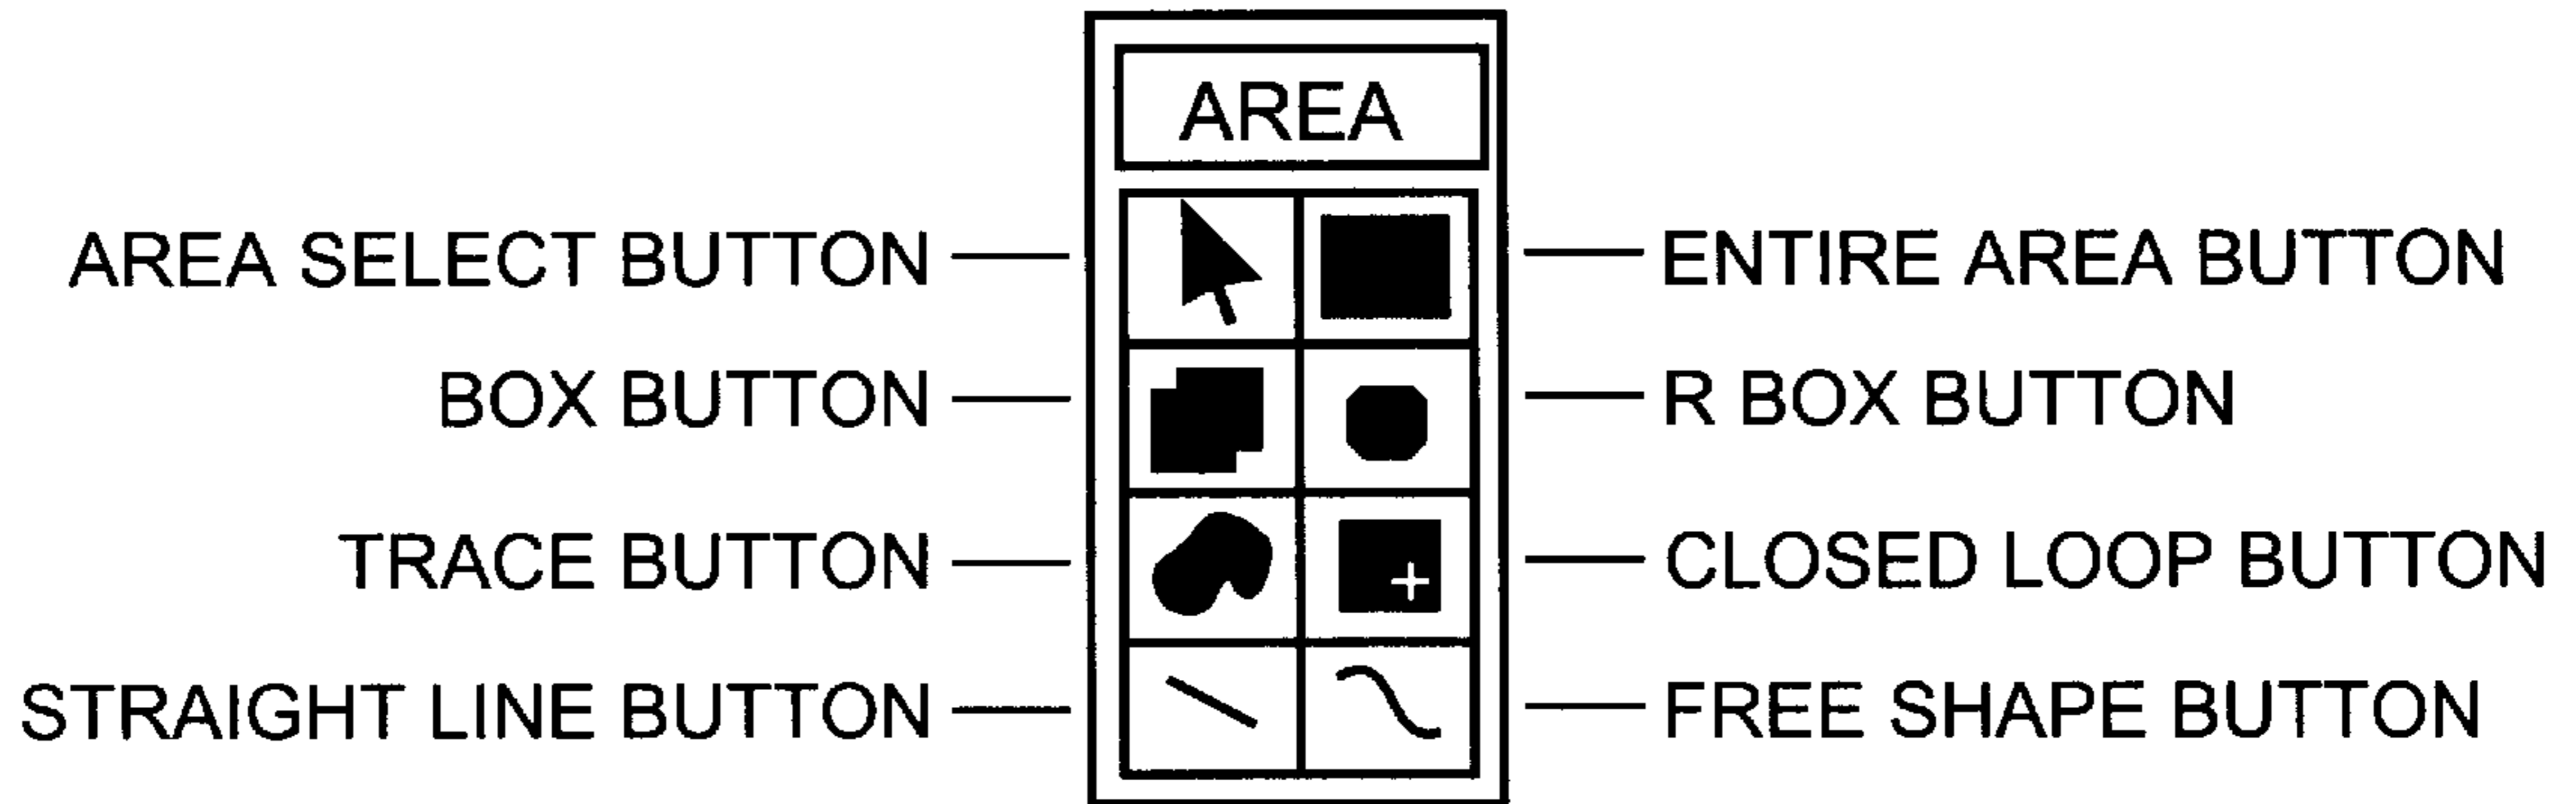 AREA
AREA SELECT BUTTON
ENTIRE AREA BUTTON
BOX BUTTON
R BOX BUTTON
TRACE BUTTON
CLOSED LOOP BUTTON
STRAIGHT LINE BUTTON
FREE SHAPE BUTTON